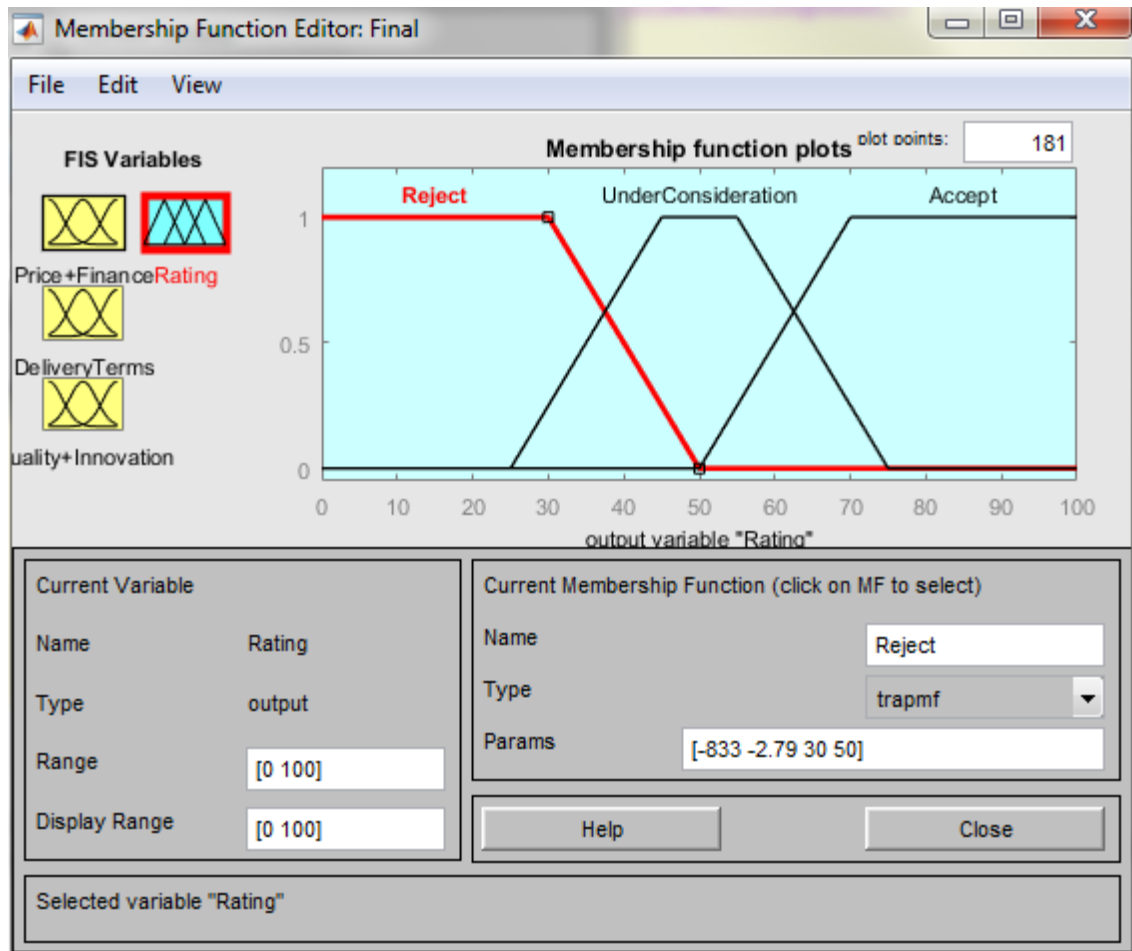 Membership Function Editor: Final
File Edit View
FIS Variables
Price+Finance Rating
DeliveryTerms
uality+Innovation
Membership function plots plot points: 181
Reject UnderConsideration Accept
1
0.5
0
0 10 20 30 40 50 60 70 80 90 100
output variable "Rating"
Current Variable
Name Rating
Type output
Range [0 100]
Display Range [0 100]
Current Membership Function (click on MF to select)
Name Reject
Type trapmf
Params [-833 -2.79 30 50]
Help Close
Selected variable "Rating"